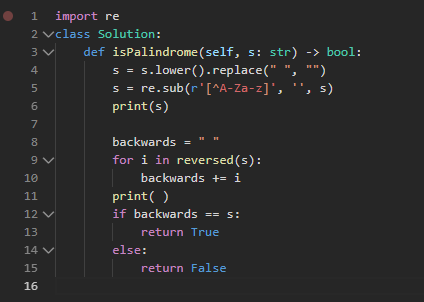 1 import re
2 class Solution:
3     def isPalindrome(self, s: str) -> bool:
4         s = s.lower().replace(" ", "")
5         s = re.sub(r'[^A-Za-z]', '', s)
6         print(s)
7
8         backwards = " "
9         for i in reversed(s):
10             backwards += i
11         print( )
12         if backwards == s:
13             return True
14         else:
15             return False
16